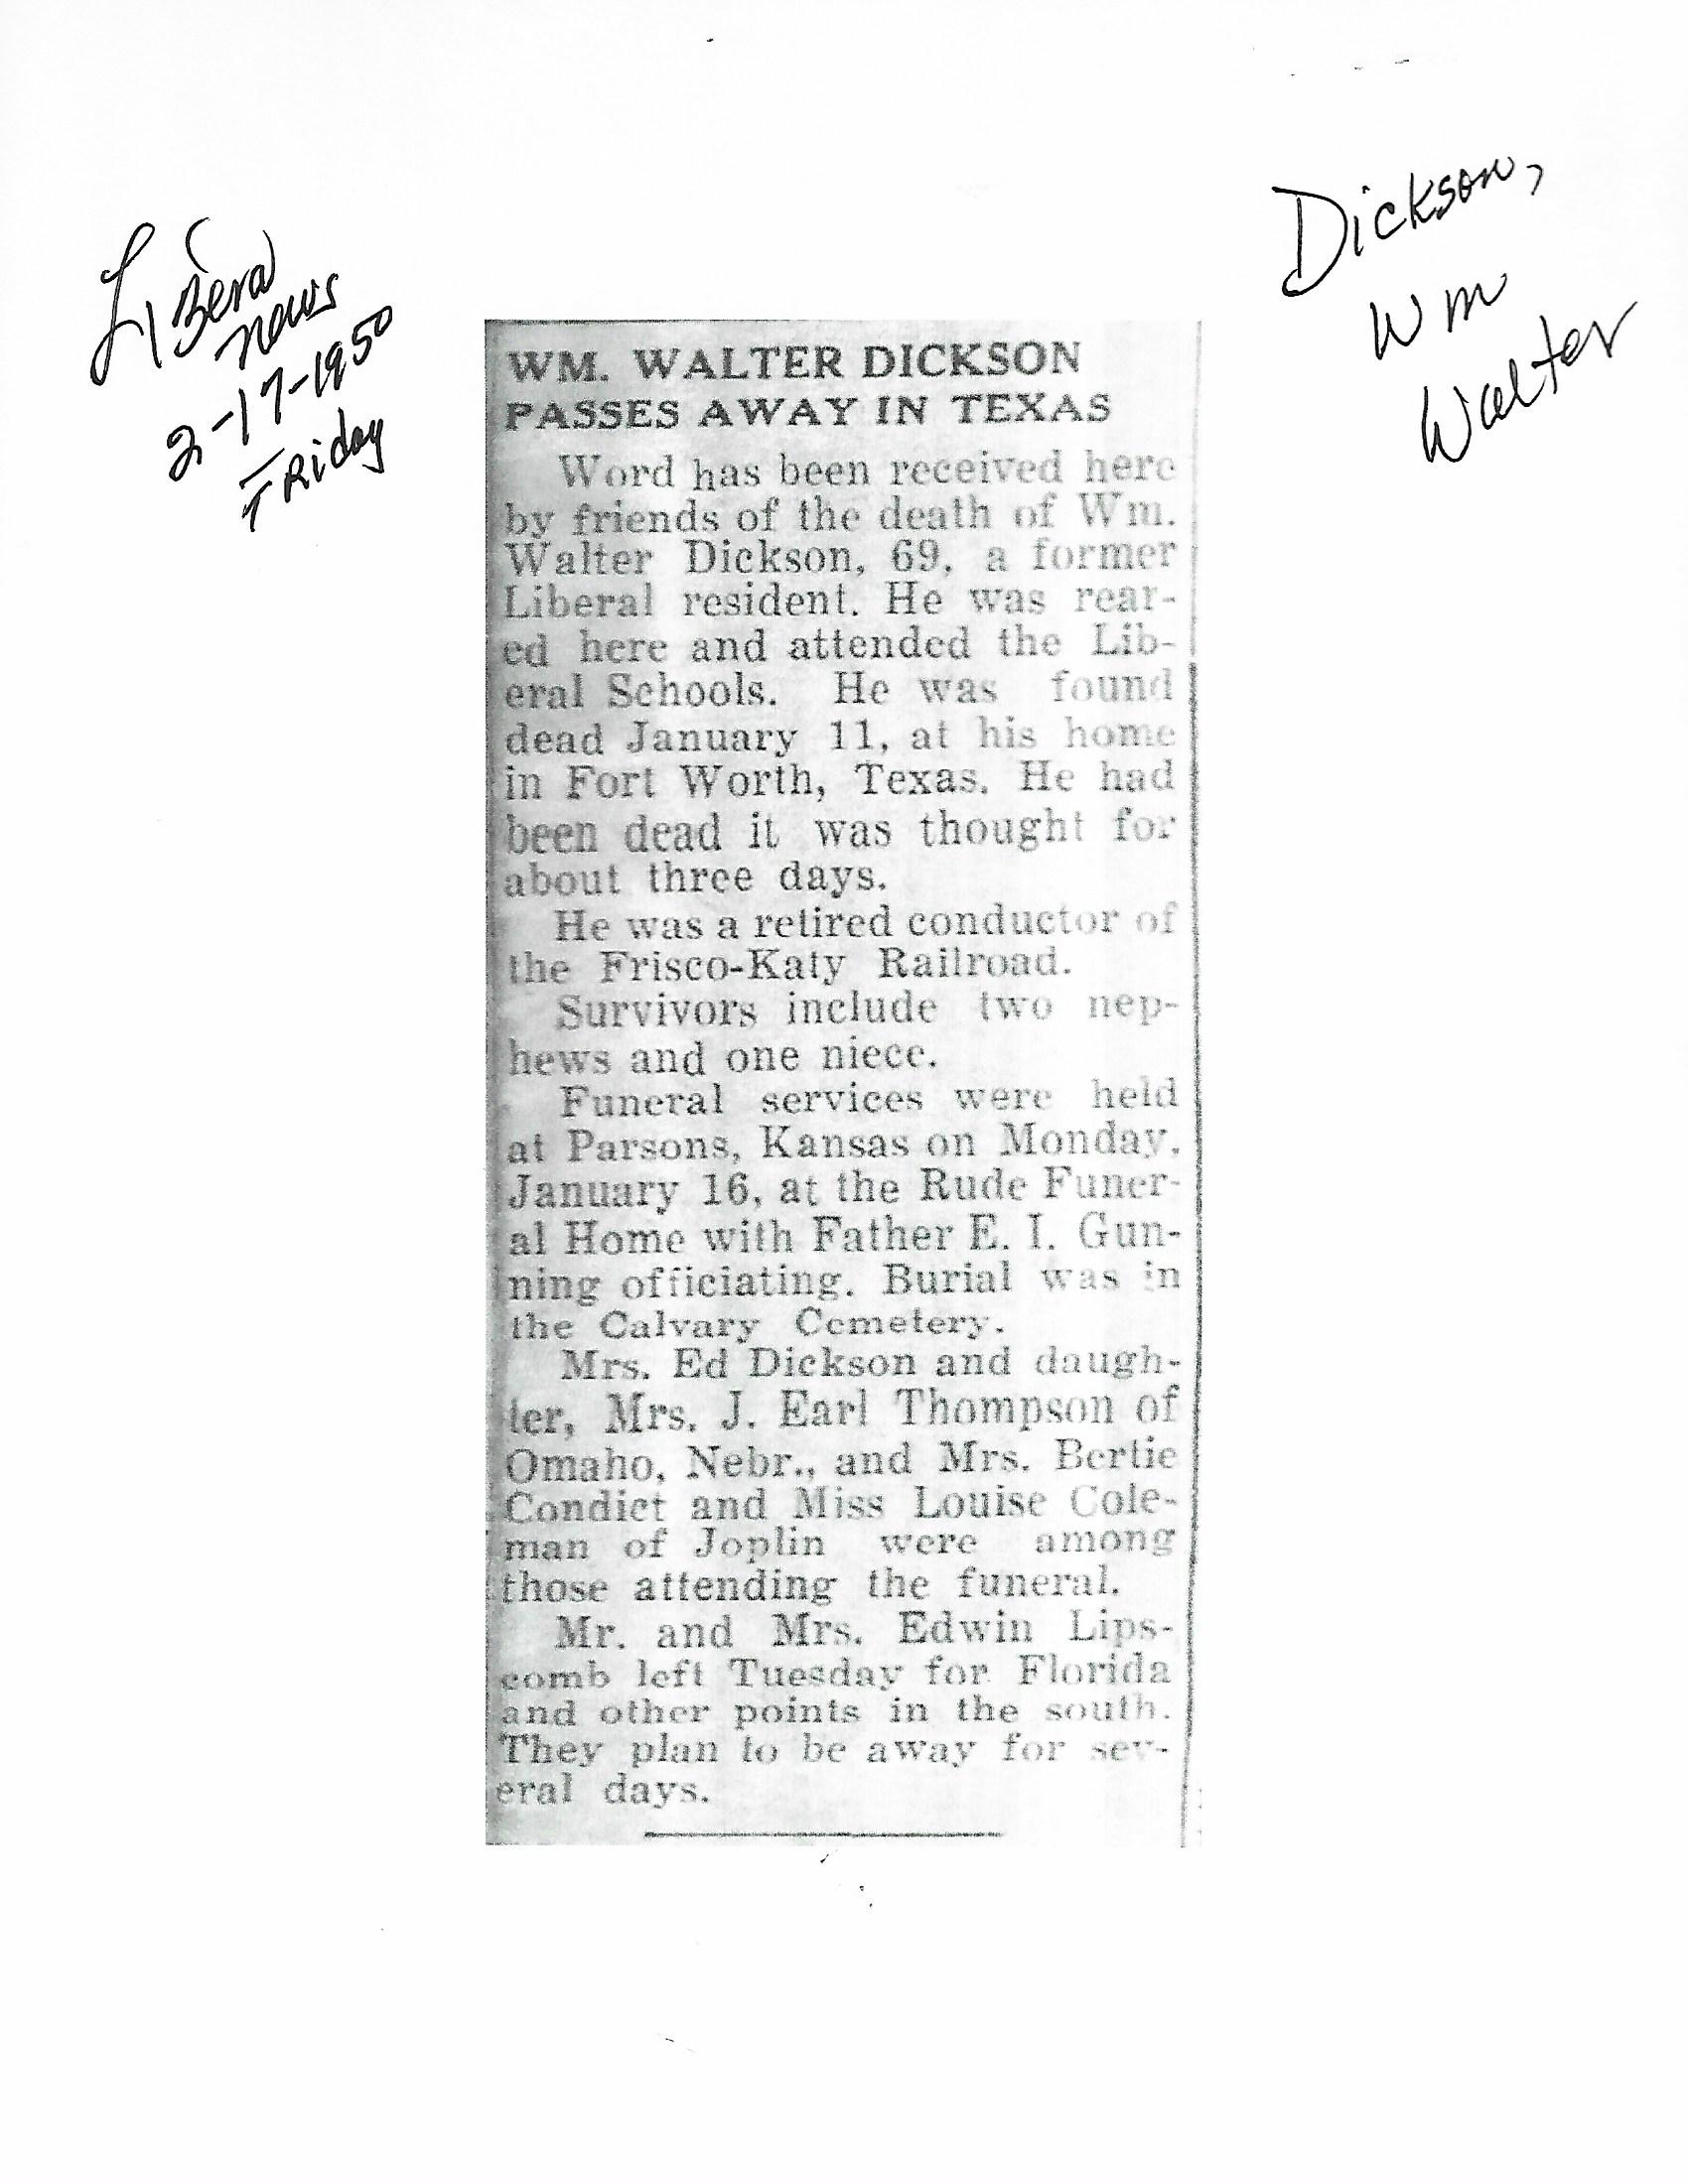 Liberal
News
2-17-1950
Friday
Dickson,
Wm
Walter
WM. WALTER DICKSON
PASSES AWAY IN TEXAS
Word has been received here
by friends of the death of Wm.
Walter Dickson, 69, a former
Liberal resident. He was rear-
ed here and attended the Lib-
eral Schools. He was found
dead January 11, at his home
in Fort Worth, Texas. He had
been dead it was thought for
about three days.
He was a retired conductor of
the Frisco-Katy Railroad.
Survivors include two nep-
hews and one niece.
Funeral services were held
at Parsons, Kansas on Monday,
January 16, at the Rude Funer-
al Home with Father E. I. Gun-
ning officiating. Burial was in
the Calvary Cemetery.
Mrs. Ed Dickson and daugh-
ter, Mrs. J. Earl Thompson of
Omaho, Nebr., and Mrs. Bertie
Condict and Miss Louise Cole-
man of Joplin were among
those attending the funeral.
Mr. and Mrs. Edwin Lips-
comb left Tuesday for Florida
and other points in the south.
They plan to be away for sev-
eral days.